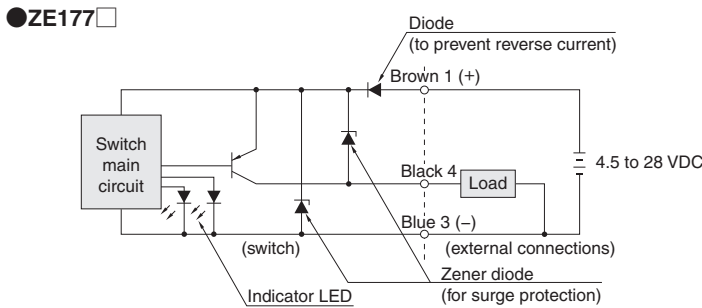 ●ZE177□
Diode
(to prevent reverse current)
Brown 1 (+)
Switch
main
circuit
4.5 to 28 VDC
Black 4
Load
Blue 3 (–)
(switch)
(external connections)
Zener diode
(for surge protection)
Indicator LED